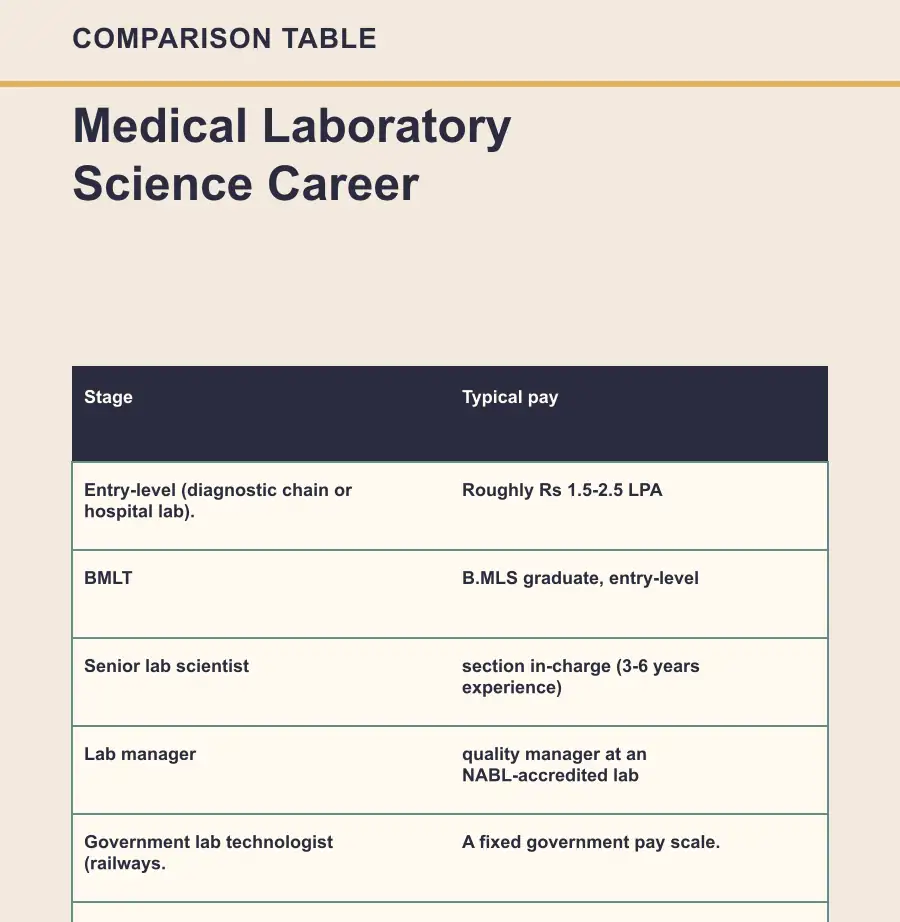 COMPARISON TABLE
Medical Laboratory
Science Career
Stage
Typical pay
Entry-level (diagnostic chain or
hospital lab).
Roughly Rs 1.5-2.5 LPA
BMLT
B.MLS graduate, entry-level
Senior lab scientist
section in-charge (3-6 years
experience)
Lab manager
quality manager at an
NABL-accredited lab
Government lab technologist
(railways.
A fixed government pay scale.